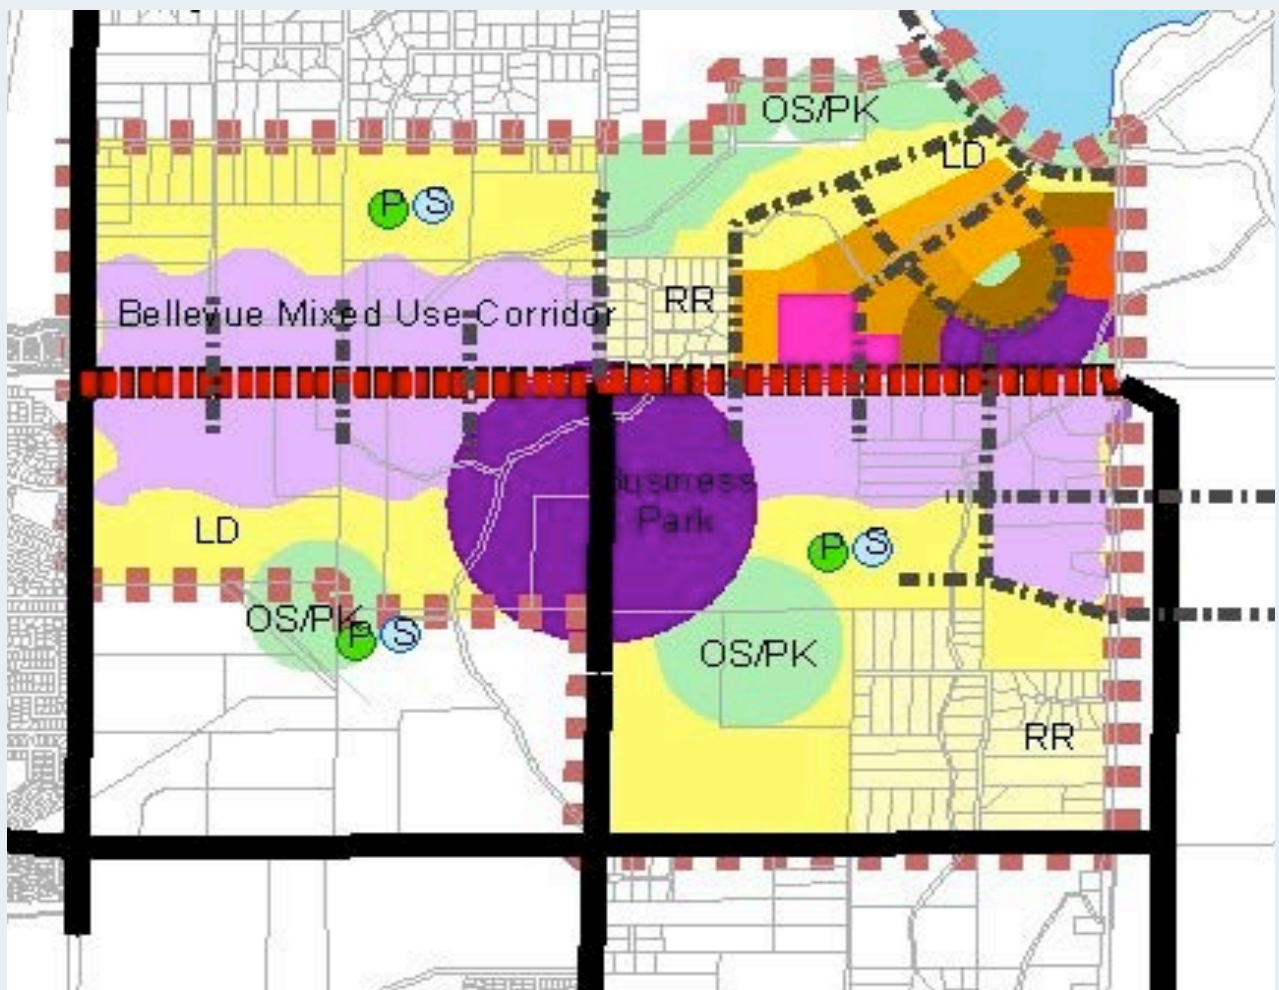 OS/PK
LD
P S
RR
Bellevue Mixed Use Corridor
Business
Park
LD
P S
OS/PK
P S
OS/PK
RR